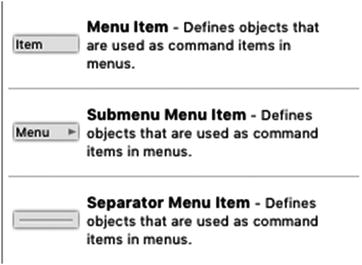 Item
Menu Item - Defines objects that
are used as command items in
menus.
Menu
Submenu Menu Item - Defines
objects that are used as command
items in menus.
Separator Menu Item - Defines
objects that are used as command
items in menus.